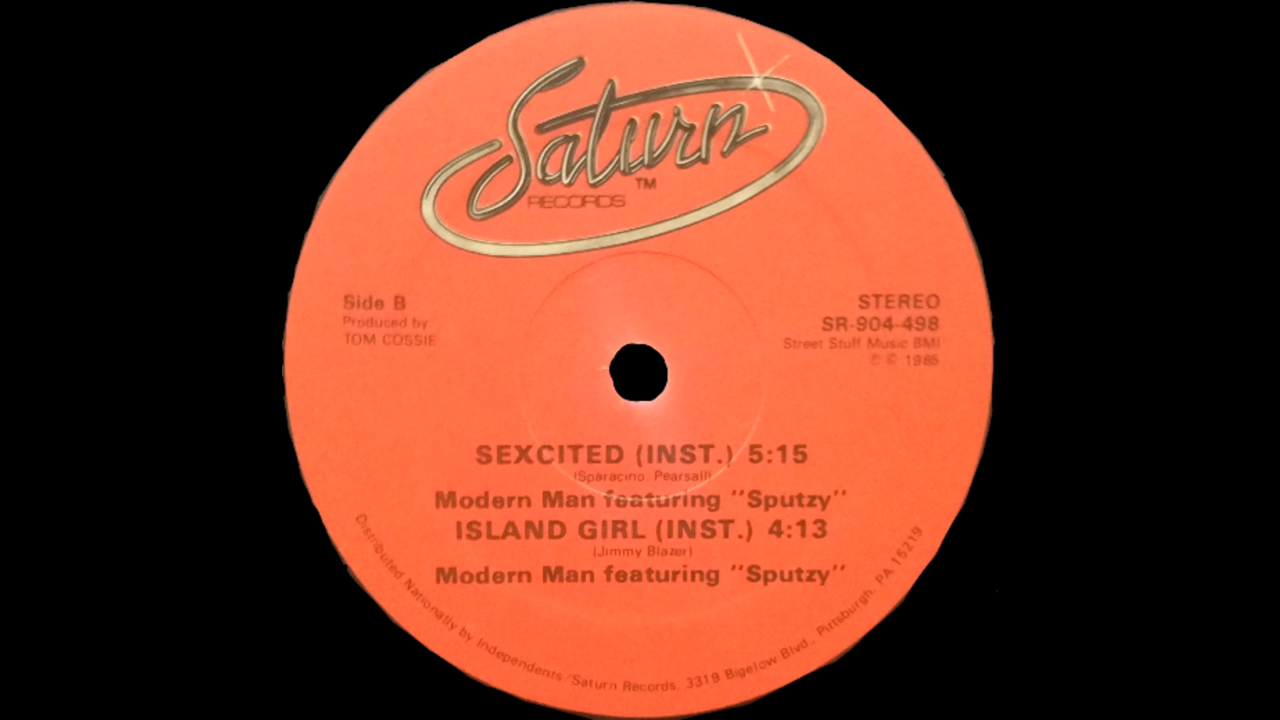 Saturn
TM
RECORDS
Side B
Produced by
TOM COSSIE
STEREO
SR-904-498
Street Stuff Music BMI
℗ © 1985
SEXCITED (INST.) 5:15
(Sparacino, Pearsall)
Modern Man featuring "Sputzy"
ISLAND GIRL (INST.) 4:13
(Jimmy Blazer)
Modern Man featuring "Sputzy"
Distributed Nationally by Independents/Saturn Records, 3319 Bigelow Blvd., Pittsburgh, PA 15219